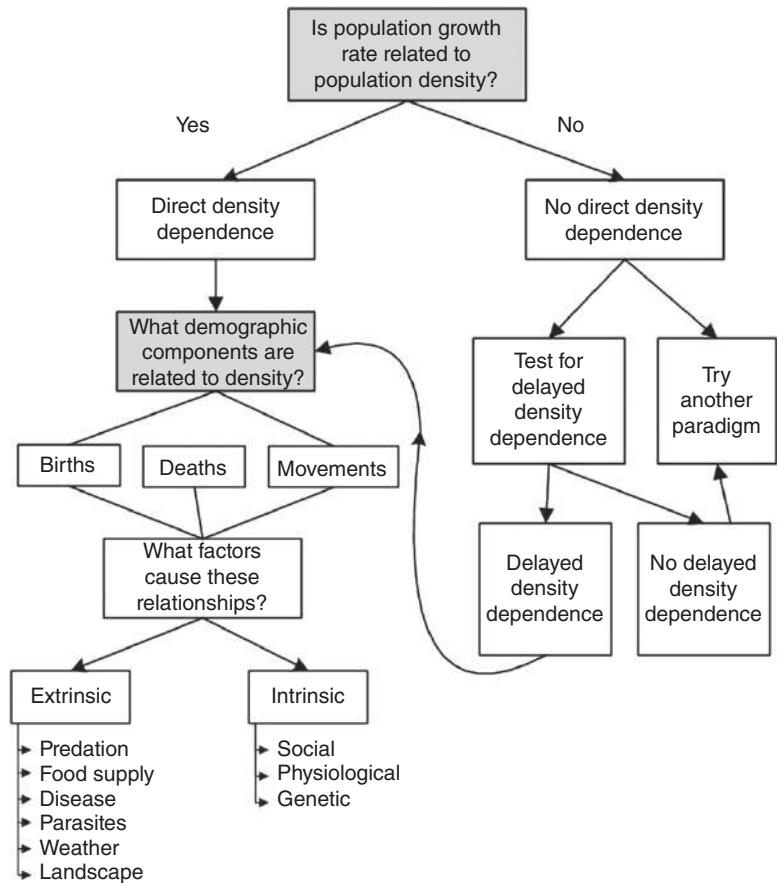 Is population growth
rate related to
population density?
Yes
No
Direct density
dependence
No direct density
dependence
What demographic
components are
related to density?
Test for
delayed
density
dependence
Try
another
paradigm
Births
Deaths
Movements
What factors
cause these
relationships?
Delayed
density
dependence
No delayed
density
dependence
Extrinsic
Intrinsic
Predation
Food supply
Disease
Parasites
Weather
Landscape
Social
Physiological
Genetic